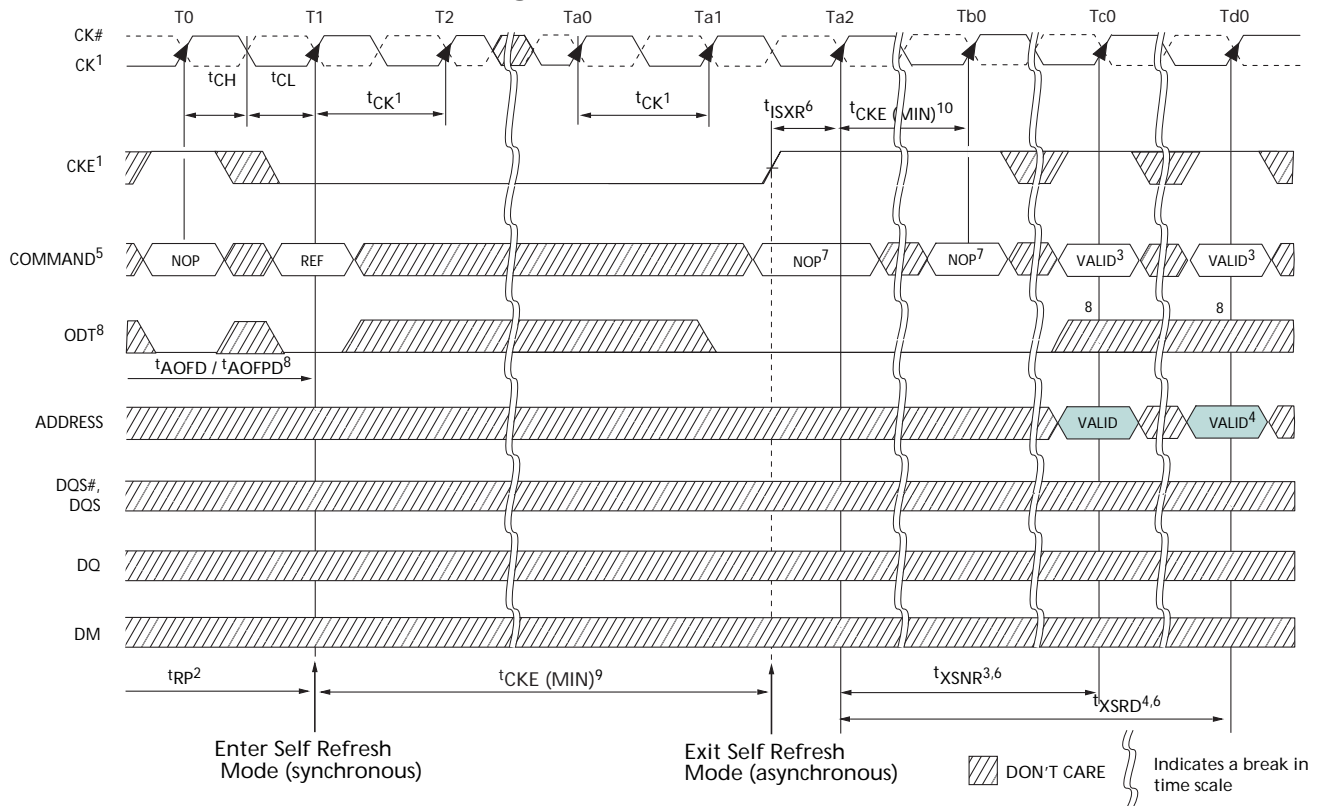 T0 T1 T2 Ta0 Ta1 Ta2 Tb0 Tc0 Td0
CK#
CK1
tCH tCL tCK1 tCK1 tISXR6 tCKE (MIN)10
CKE1
COMMAND5 NOP REF NOP7 NOP7 VALID3 VALID3
8 8
ODT8
tAOFD / tAOFPD8
ADDRESS VALID VALID4
DQS#,
DQS
DQ
DM
tRP2 tCKE (MIN)9 tXSNR3,6
tXSRD4,6
Enter Self Refresh
Mode (synchronous)
Exit Self Refresh
Mode (asynchronous)
DON'T CARE
Indicates a break in
time scale